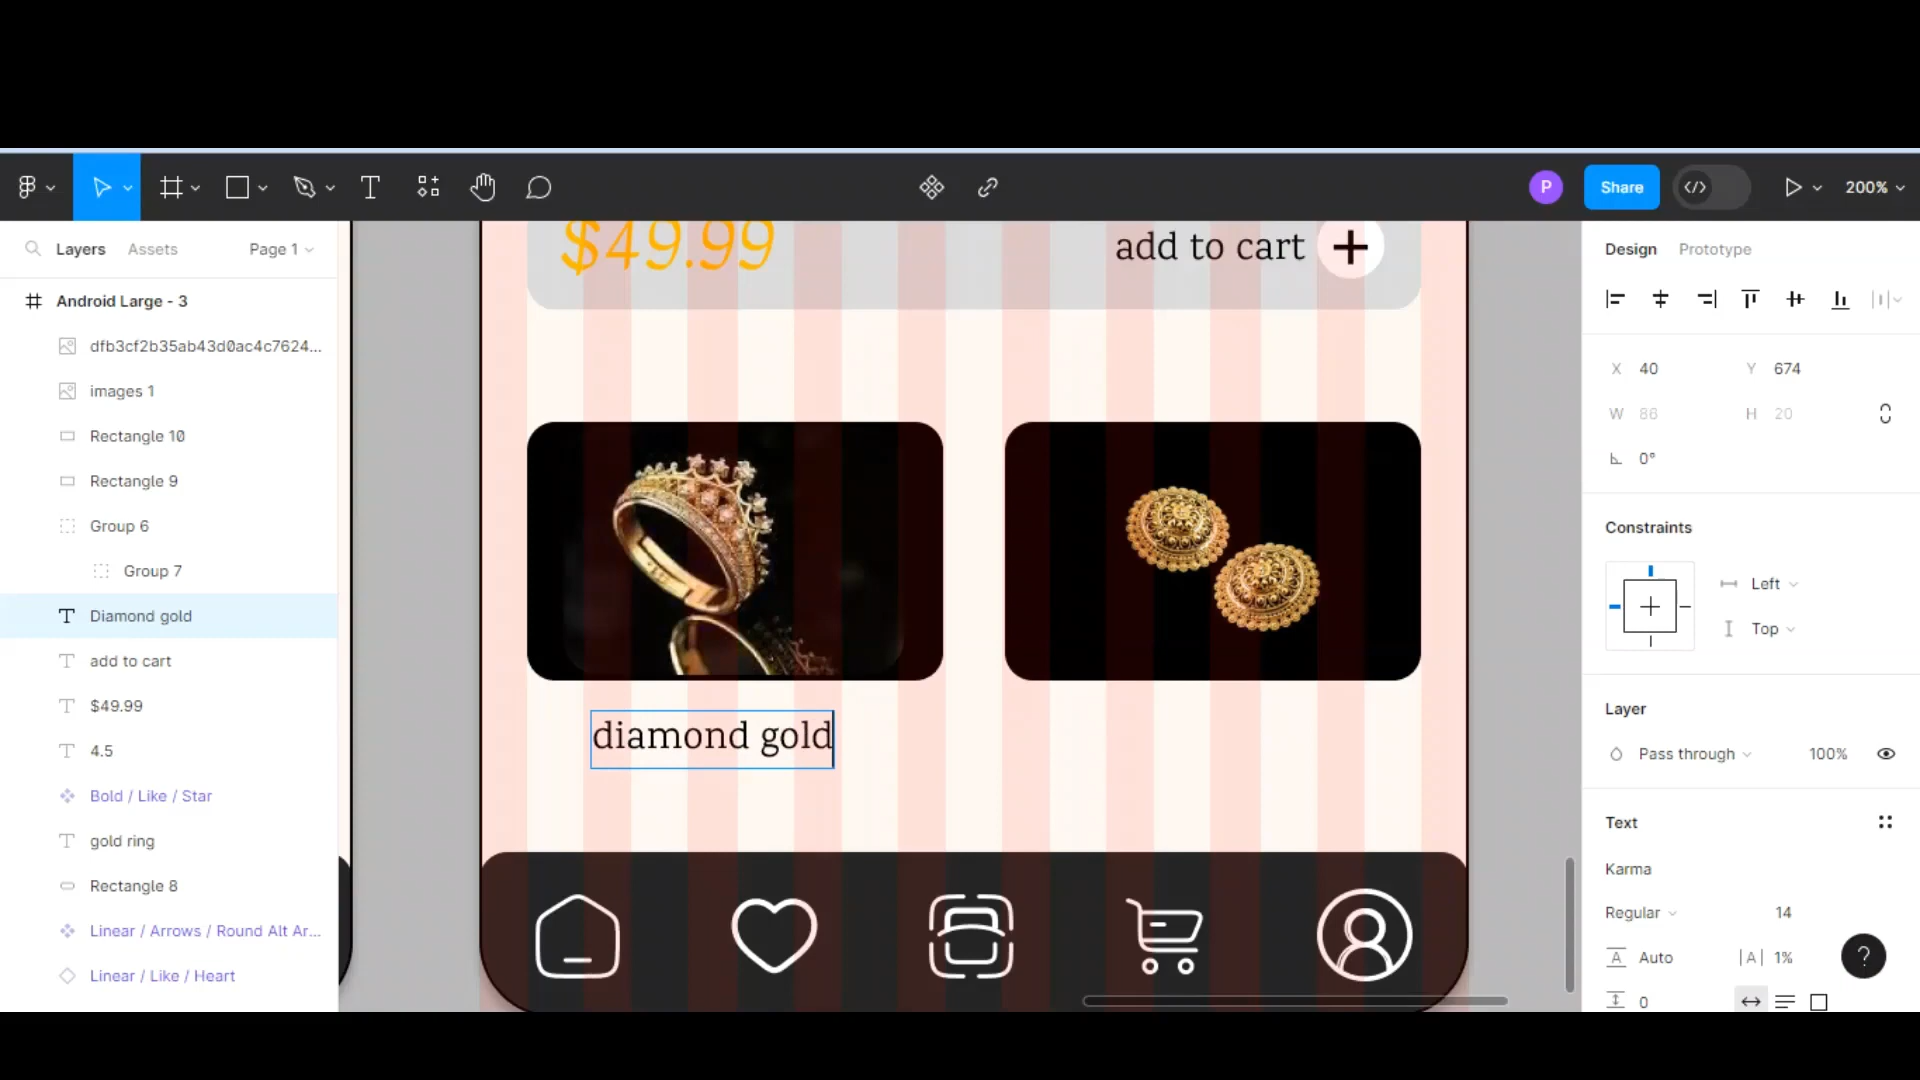 P
Share
200%
Layers
Assets
Page 1
Android Large - 3
dfb3cf2b35ab43d0ac4c7624...
images 1
Rectangle 10
Rectangle 9
Group 6
Group 7
Diamond gold
add to cart
$49.99
4.5
Bold / Like / Star
gold ring
Rectangle 8
Linear / Arrows / Round Alt Ar...
Linear / Like / Heart
$49.99
add to cart
diamond gold
Design
Prototype
X 40
Y 674
W 86
H 20
0°
Constraints
Left
Top
Layer
Pass through
100%
Text
Karma
Regular
14
A Auto
|A| 1%
0
?